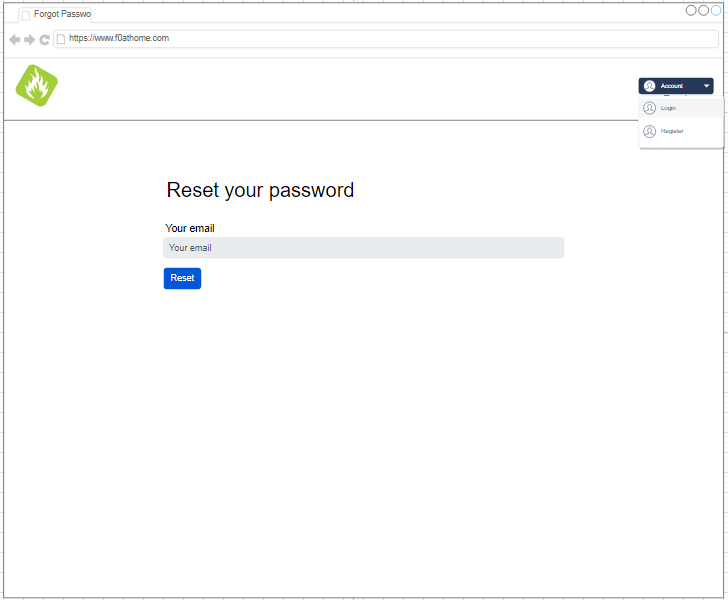 Forgot Passwo
https://www.f0athome.com
Account
Login
Register
Reset your password
Your email
Your email
Reset